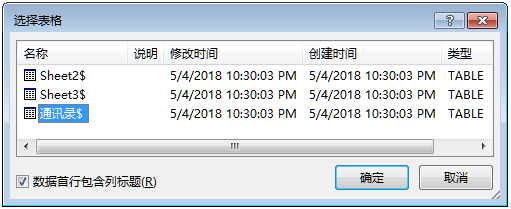 选择表格
名称 说明 修改时间 创建时间 类型
Sheet2$ 5/4/2018 10:30:03 PM 5/4/2018 10:30:03 PM TABLE
Sheet3$ 5/4/2018 10:30:03 PM 5/4/2018 10:30:03 PM TABLE
通讯录$ 5/4/2018 10:30:03 PM 5/4/2018 10:30:03 PM TABLE
数据首行包含列标题(R) 确定 取消